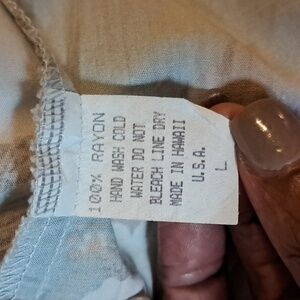 100% RAYON
HAND WASH COLD
WATER DO NOT
BLEACH LINE DRY
MADE IN HAWAII
U.S.A.
L